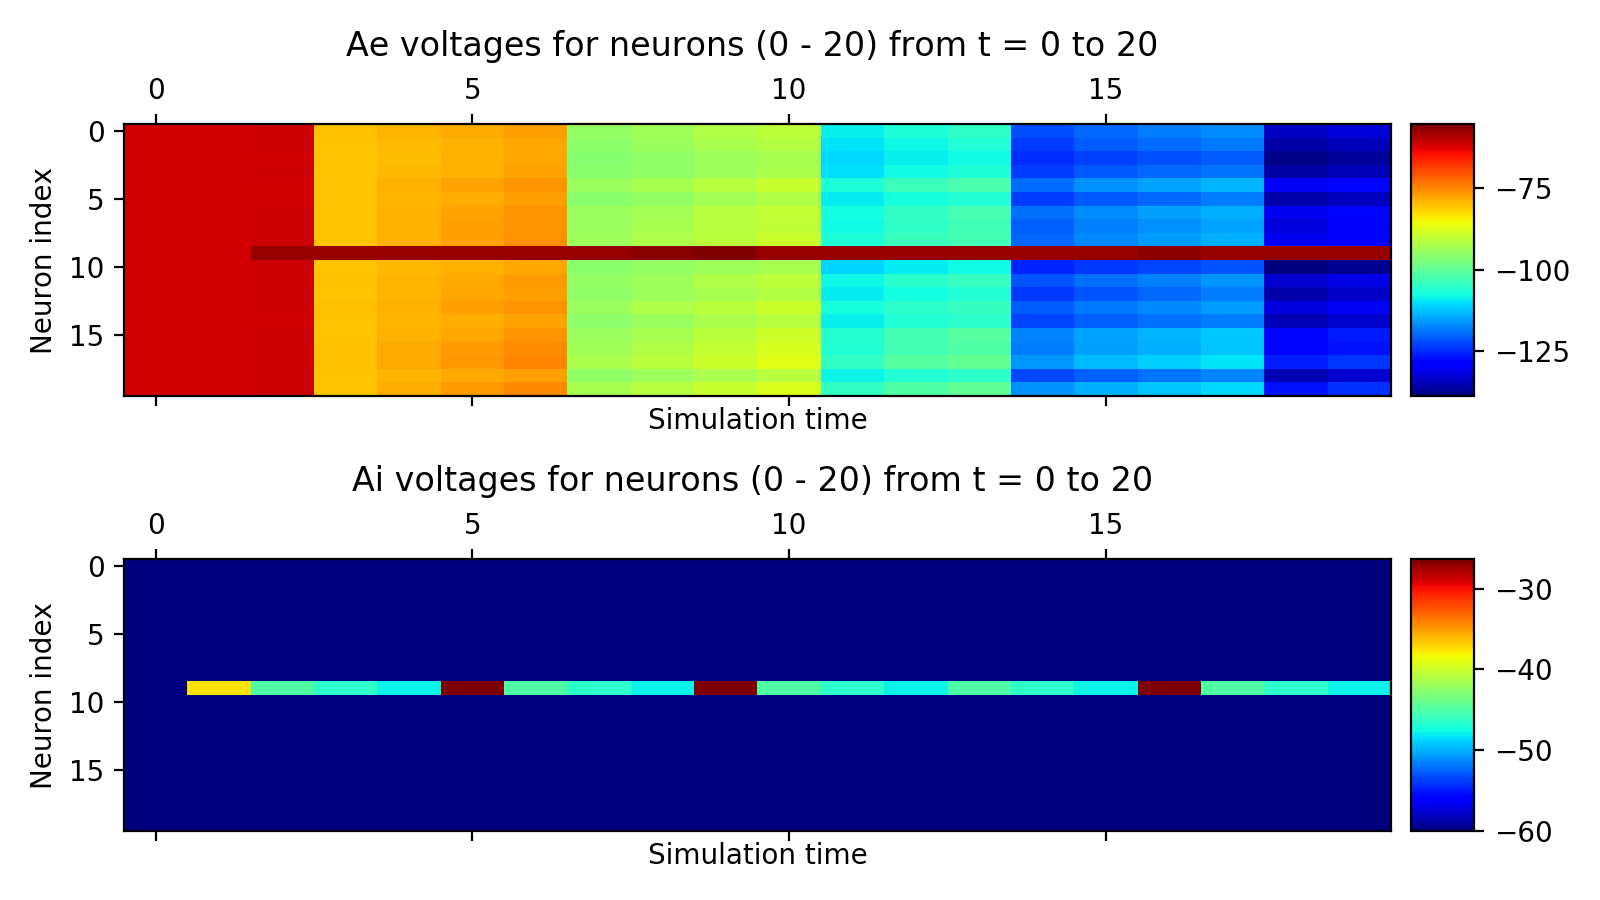 Ae voltages for neurons (0 - 20) from t = 0 to 20
0 5 10 15
0
5
10
15
Neuron index
Simulation time
−75
−100
−125
Ai voltages for neurons (0 - 20) from t = 0 to 20
0 5 10 15
0
5
10
15
Neuron index
Simulation time
−30
−40
−50
−60